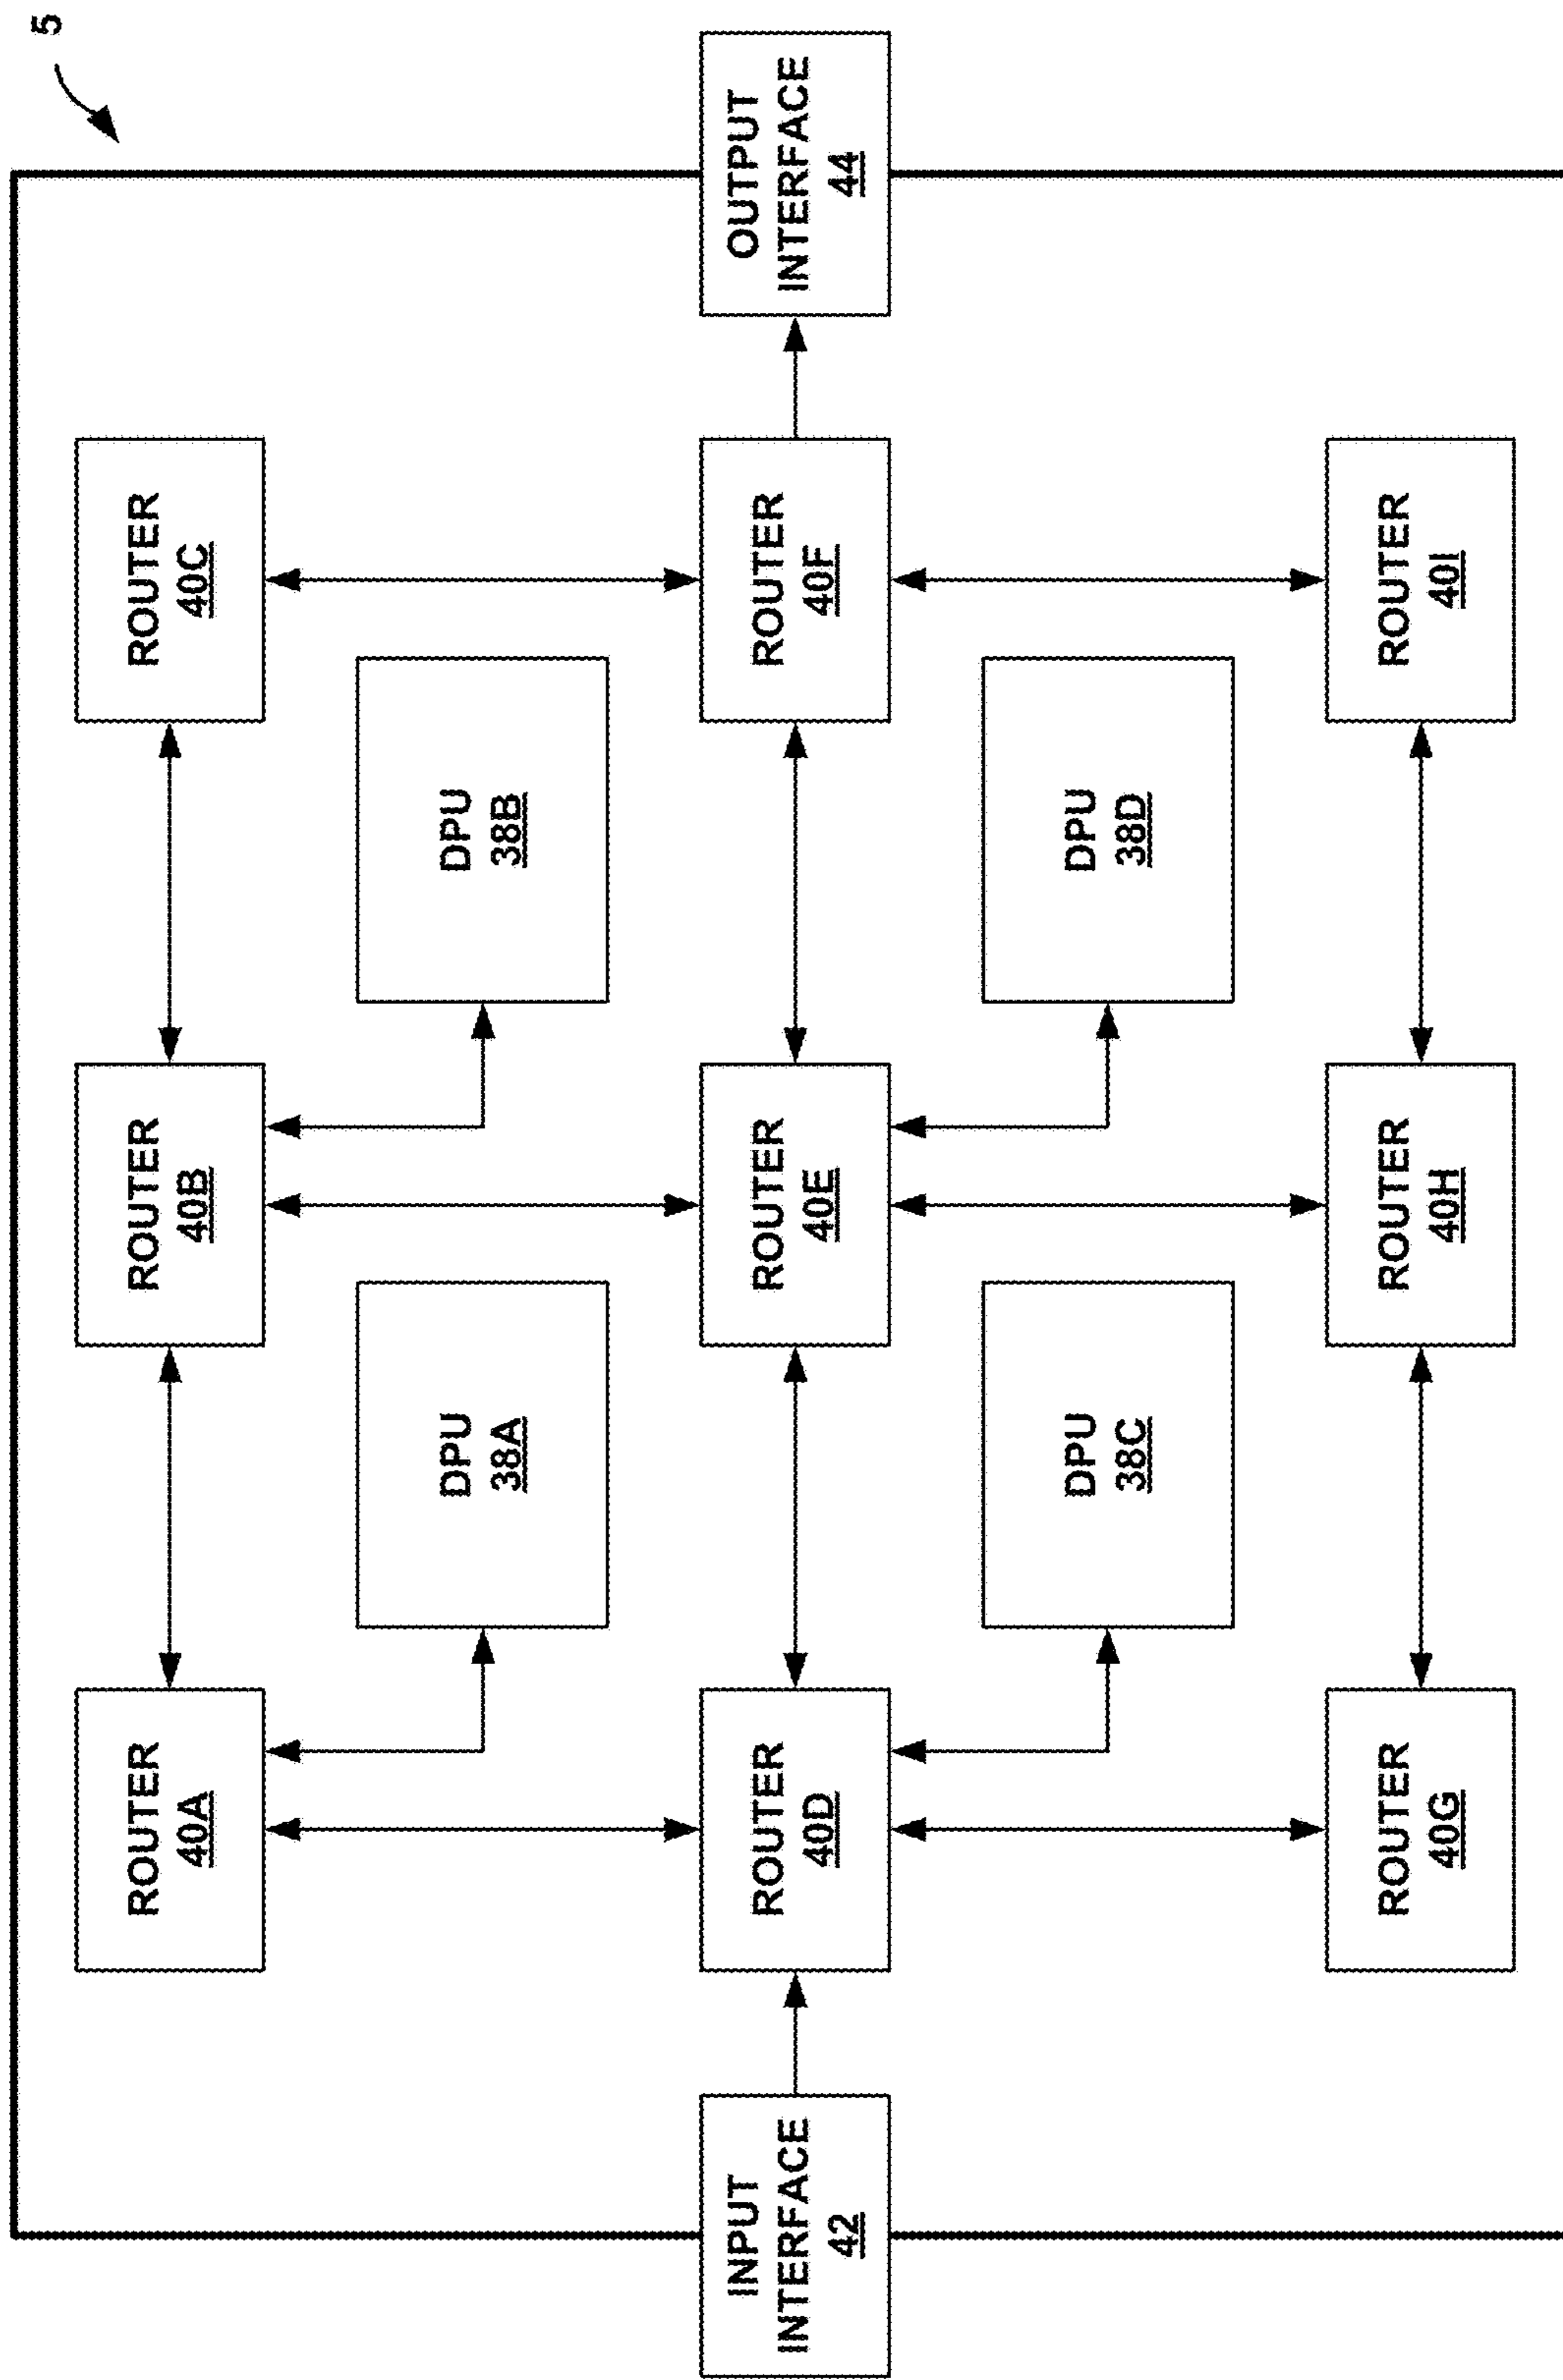 5
ROUTER
40A
ROUTER
40B
ROUTER
40C
DPU
38A
DPU
38B
INPUT
INTERFACE
42
ROUTER
40D
ROUTER
40E
ROUTER
40F
OUTPUT
INTERFACE
44
DPU
38C
DPU
38D
ROUTER
40G
ROUTER
40H
ROUTER
40I